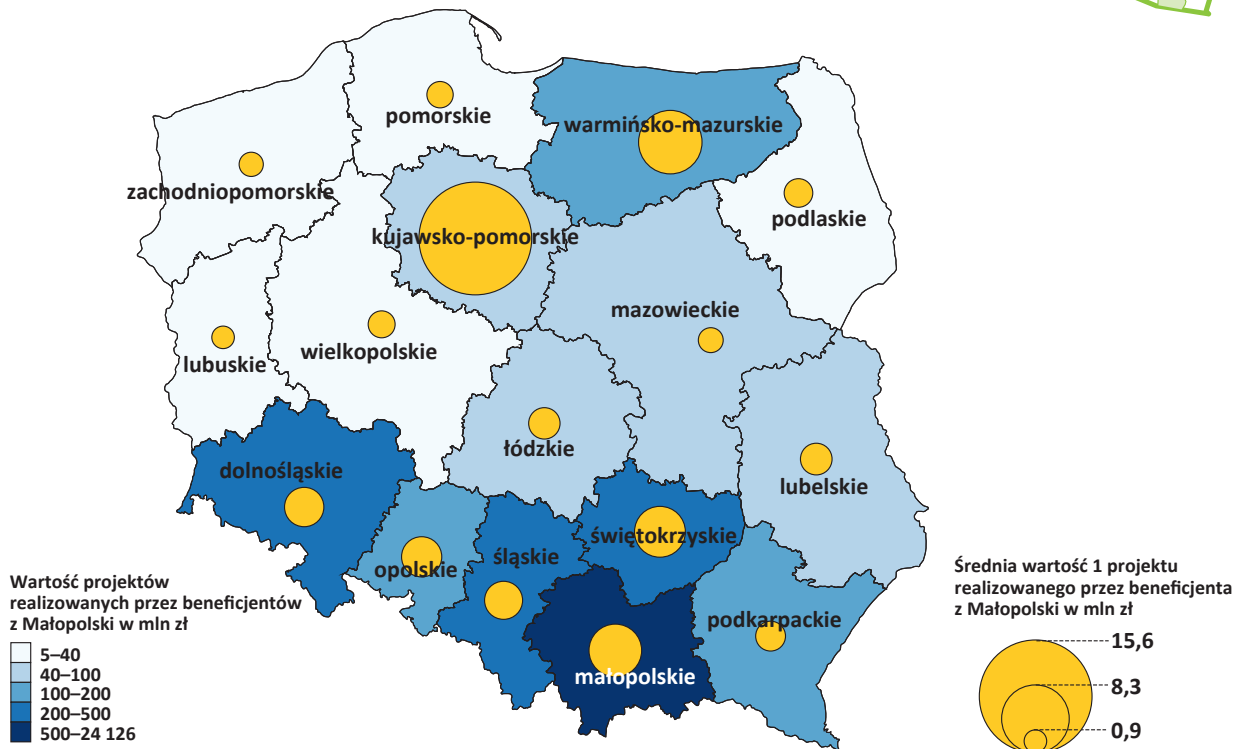 pomorskie
warmińsko-mazurskie
zachodniopomorskie
podlaskie
kujawsko-pomorskie
mazowieckie
wielkopolskie
lubuskie
łódzkie
dolnośląskie
lubelskie
świętokrzyskie
śląskie
opolskie
podkarpackie
małopolskie
Wartość projektów
realizowanych przez beneficjentów
z Małopolski w mln zł
5–40
40–100
100–200
200–500
500–24 126
Średnia wartość 1 projektu
realizowanego przez beneficjenta
z Małopolski w mln zł
15,6
8,3
0,9